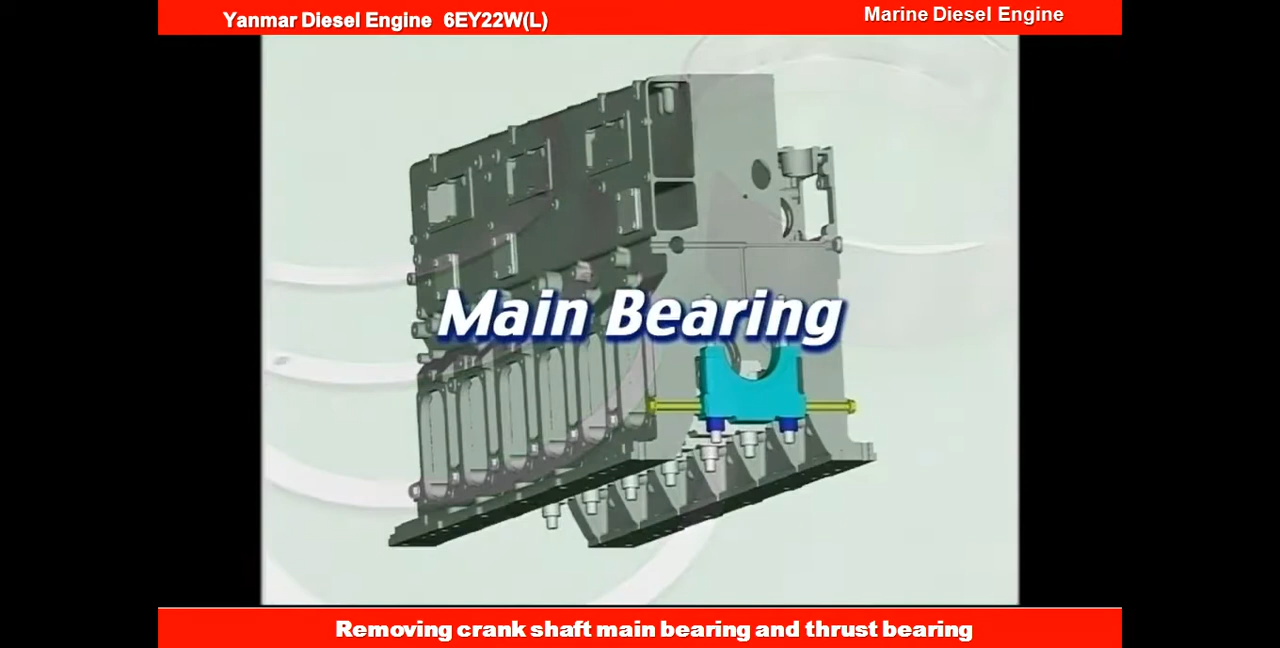 Yanmar Diesel Engine 6EY22W(L)
Marine Diesel Engine
Main Bearing
Removing crank shaft main bearing and thrust bearing